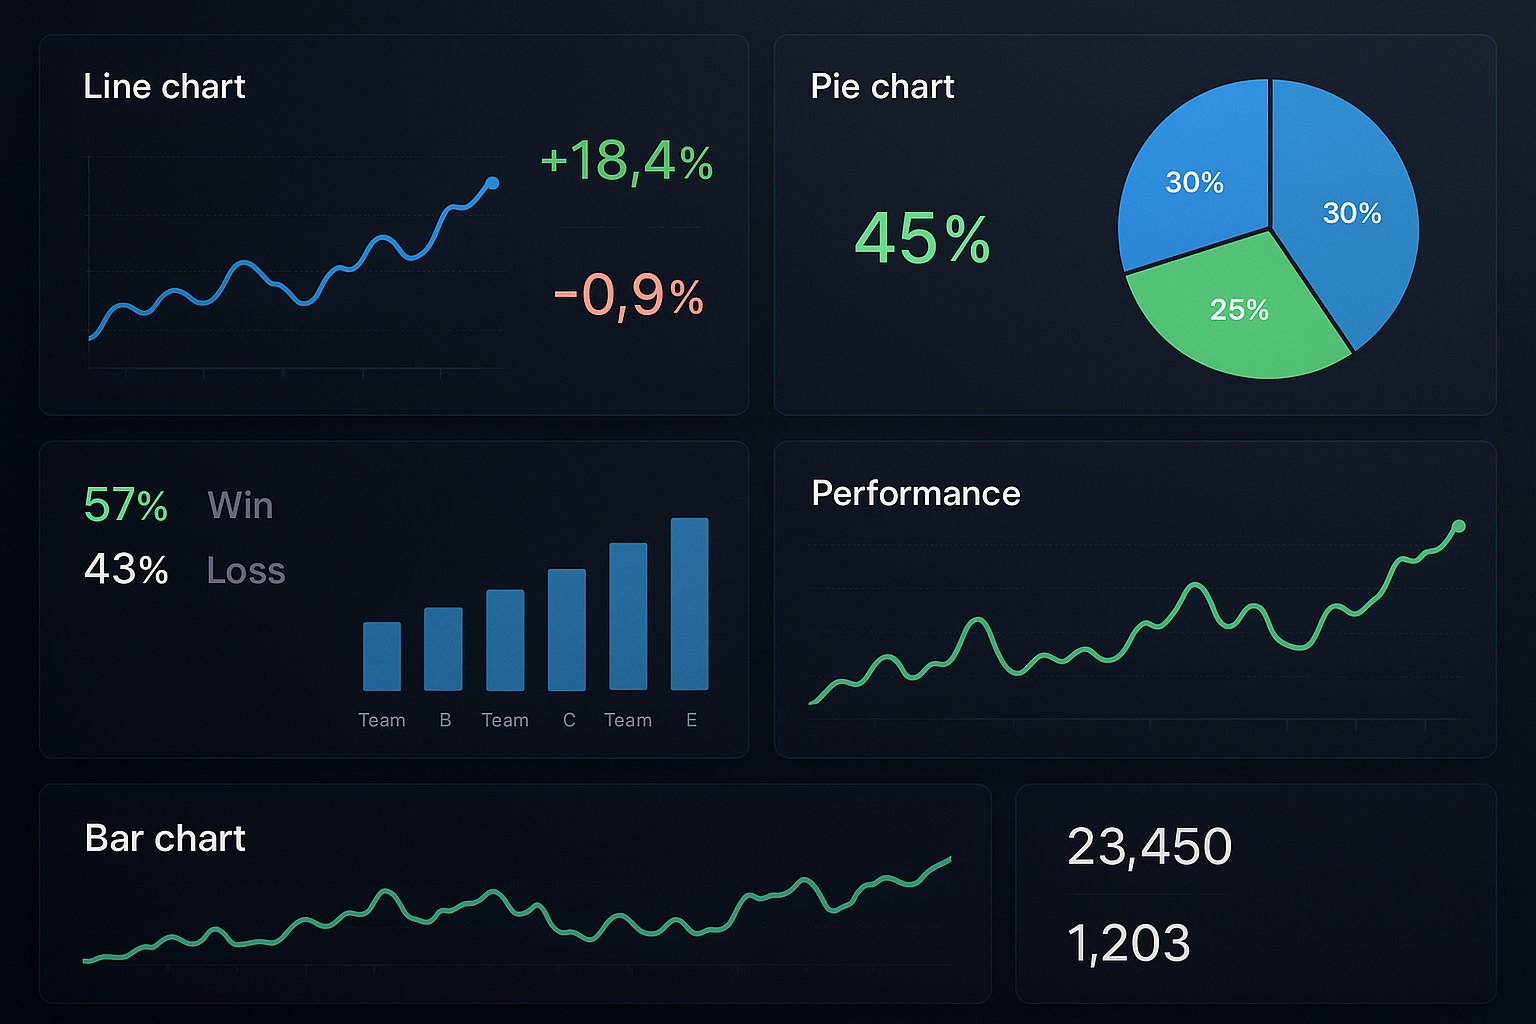 Line chart
+18,4%
-0,9%
Pie chart
45%
30%
30%
25%
57% Win
43% Loss
Team B Team C Team E
Performance
Bar chart
23,450
1,203